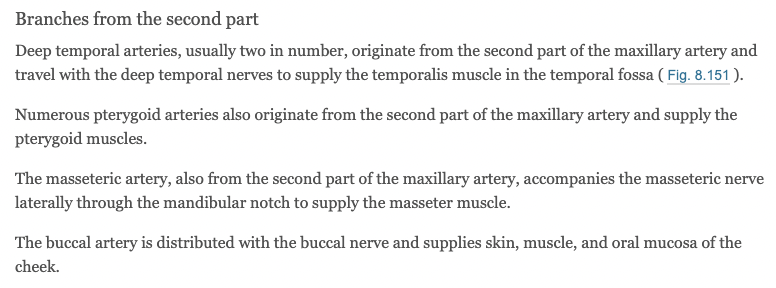 Branches from the second part
Deep temporal arteries, usually two in number, originate from the second part of the maxillary artery and
travel with the deep temporal nerves to supply the temporalis muscle in the temporal fossa ( Fig. 8.151 ).
Numerous pterygoid arteries also originate from the second part of the maxillary artery and supply the
pterygoid muscles.
The masseteric artery, also from the second part of the maxillary artery, accompanies the masseteric nerve
laterally through the mandibular notch to supply the masseter muscle.
The buccal artery is distributed with the buccal nerve and supplies skin, muscle, and oral mucosa of the
cheek.